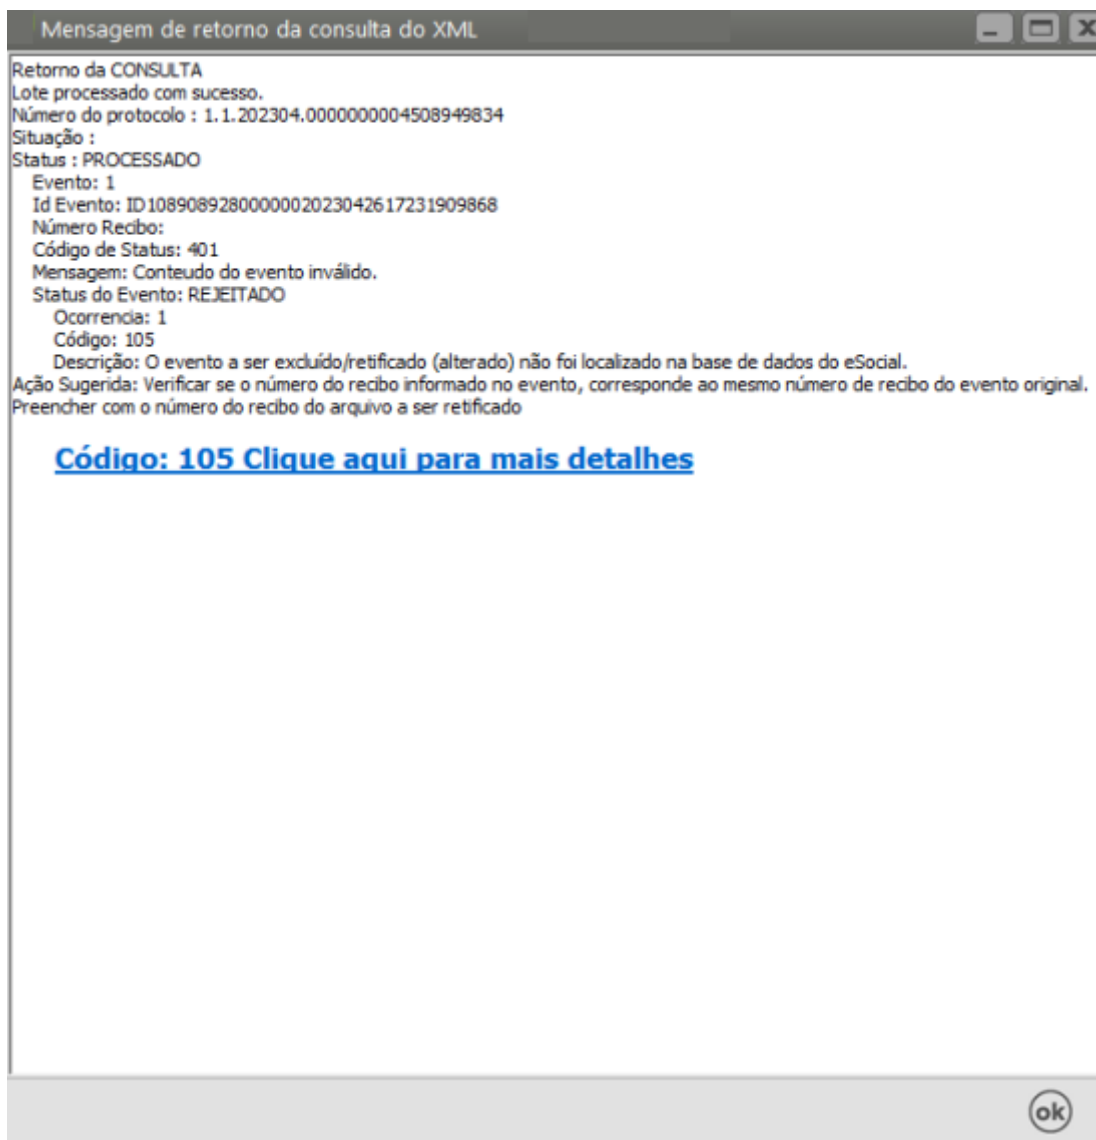 Mensagem de retorno da consulta do XML
Retorno da CONSULTA
Lote processado com sucesso.
Número do protocolo : 1.1.202304.0000000004508949834
Situação :
Status : PROCESSADO
Evento: 1
Id Evento: ID1089089280000002023042617231909868
Número Recibo:
Código de Status: 401
Mensagem: Conteudo do evento inválido.
Status do Evento: REJEITADO
Ocorrencia: 1
Código: 105
Descrição: O evento a ser excluído/retificado (alterado) não foi localizado na base de dados do eSocial.
Ação Sugerida: Verificar se o número do recibo informado no evento, corresponde ao mesmo número de recibo do evento original.
Preencher com o número do recibo do arquivo a ser retificado
Código: 105 Clique aqui para mais detalhes
ok